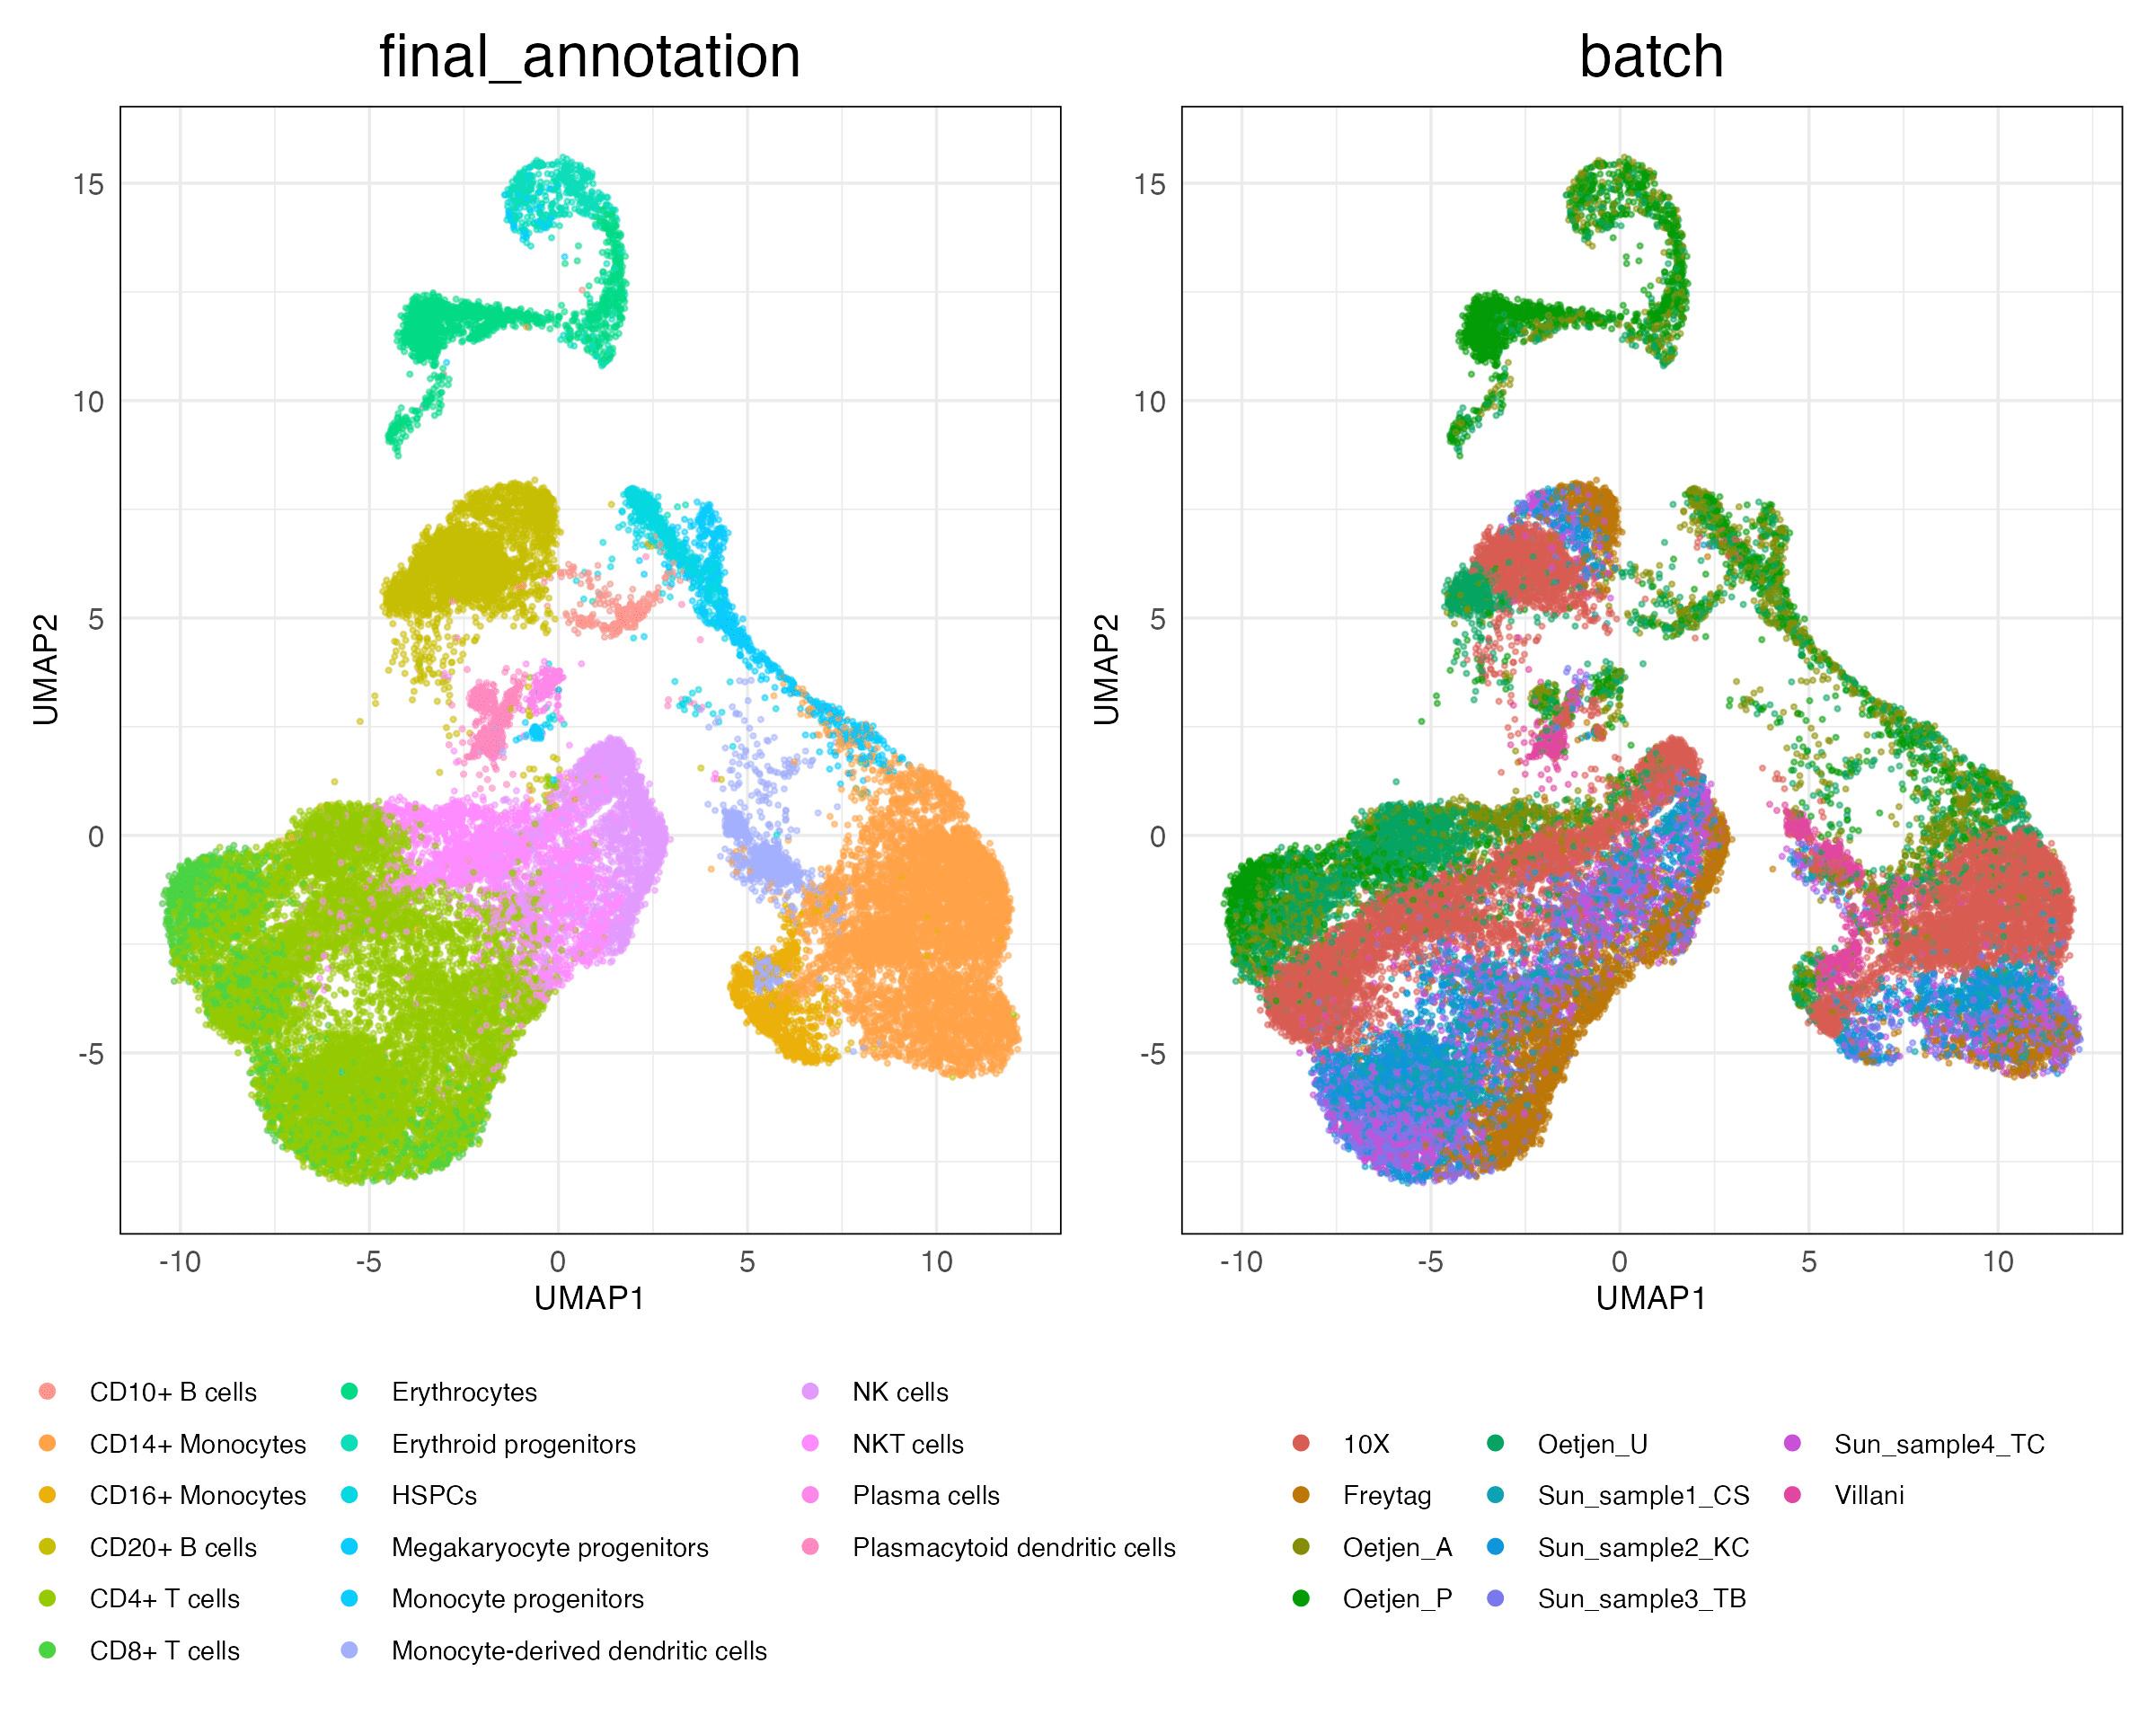 final_annotation
batch
15
10
5
0
-5
UMAP2
-10 -5 0 5 10
UMAP1
15
10
5
0
-5
UMAP2
-10 -5 0 5 10
UMAP1
CD10+ B cells
CD14+ Monocytes
CD16+ Monocytes
CD20+ B cells
CD4+ T cells
CD8+ T cells
Erythrocytes
Erythroid progenitors
HSPCs
Megakaryocyte progenitors
Monocyte progenitors
Monocyte-derived dendritic cells
NK cells
NKT cells
Plasma cells
Plasmacytoid dendritic cells
10X
Freytag
Oetjen_A
Oetjen_P
Oetjen_U
Sun_sample1_CS
Sun_sample2_KC
Sun_sample3_TB
Sun_sample4_TC
Villani